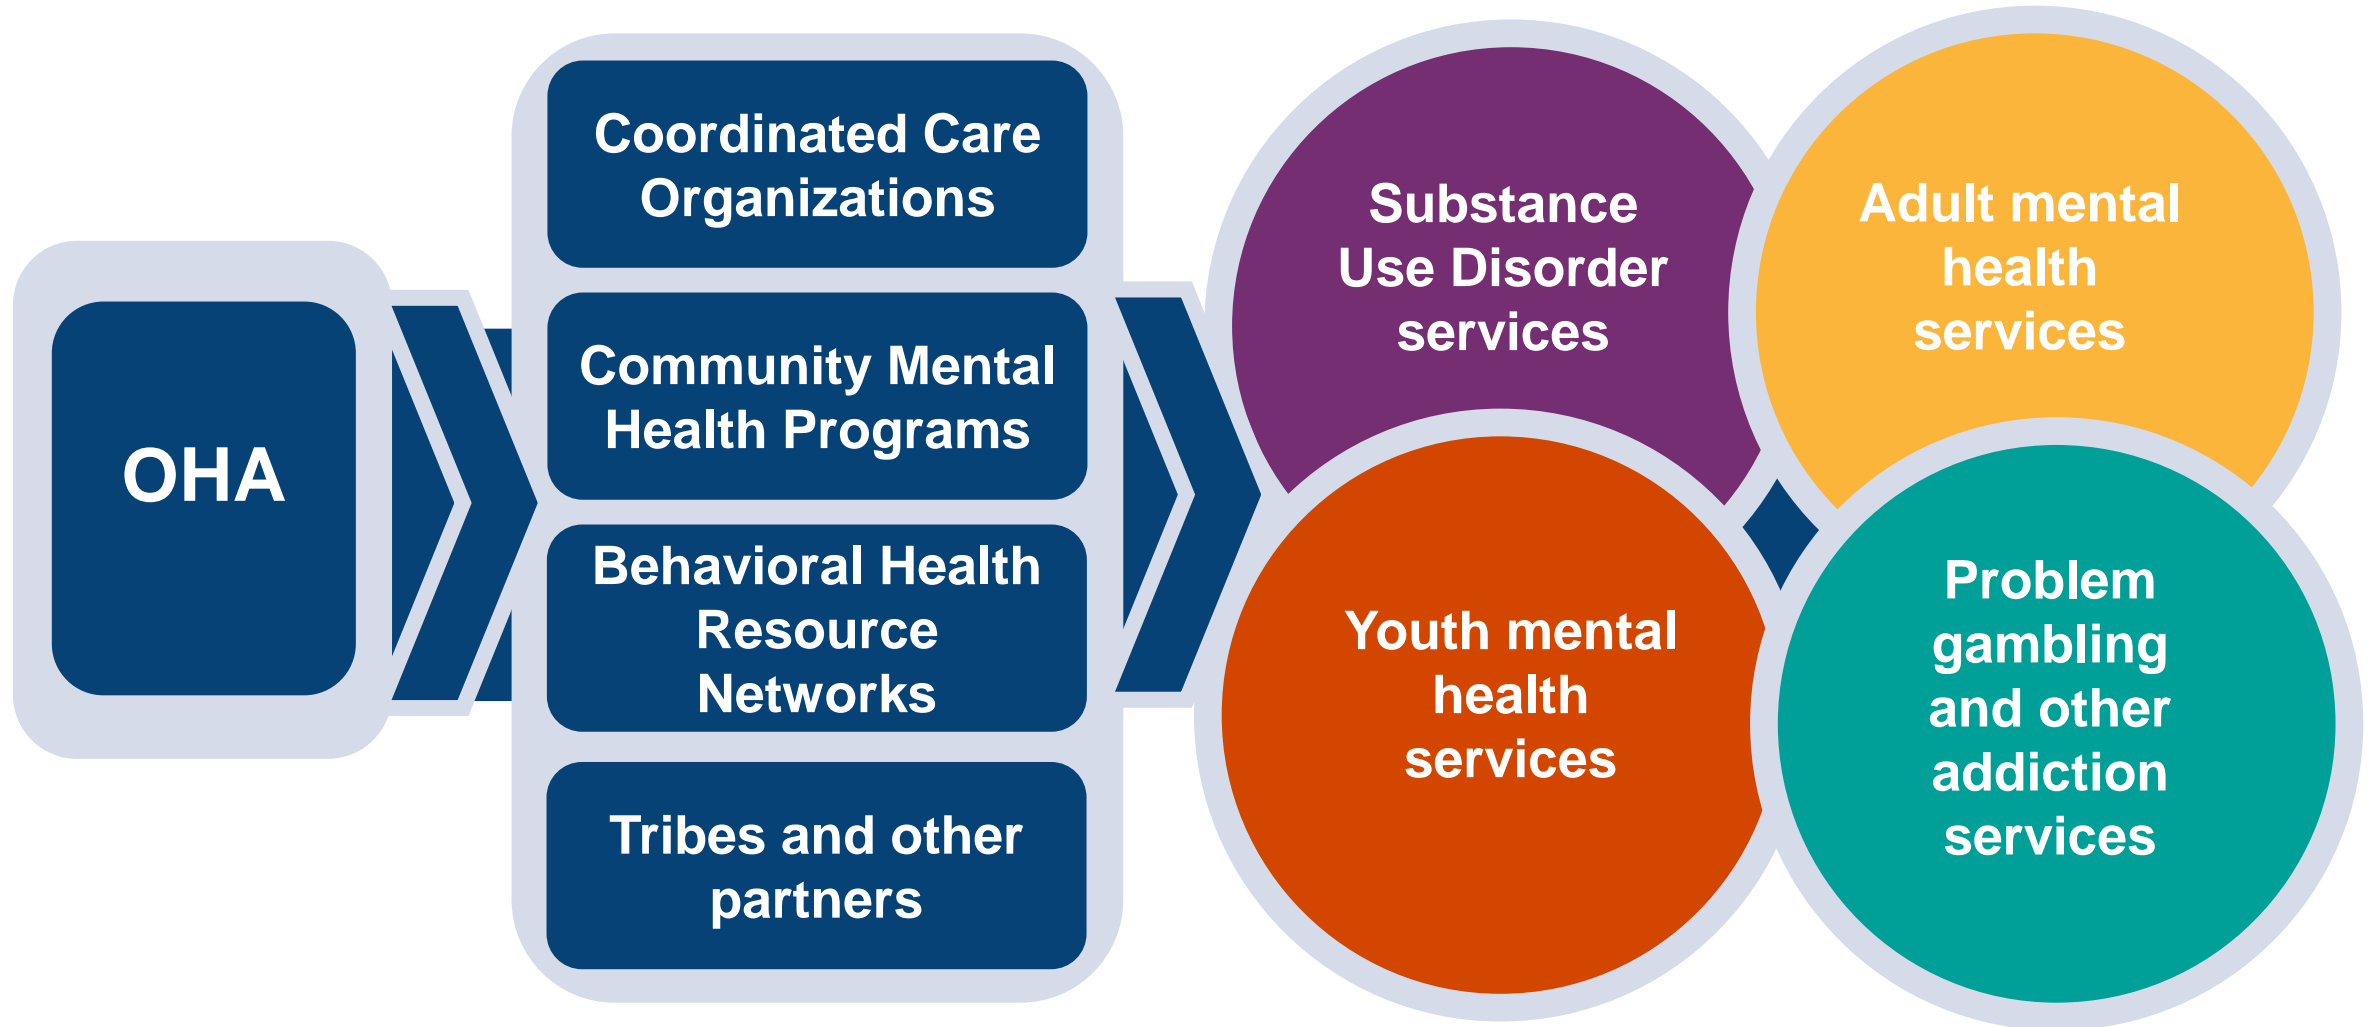 OHA
Coordinated Care
Organizations
Community Mental
Health Programs
Behavioral Health
Resource
Networks
Tribes and other
partners
Substance
Use Disorder
services
Adult mental
health
services
Youth mental
health
services
Problem
gambling
and other
addiction
services